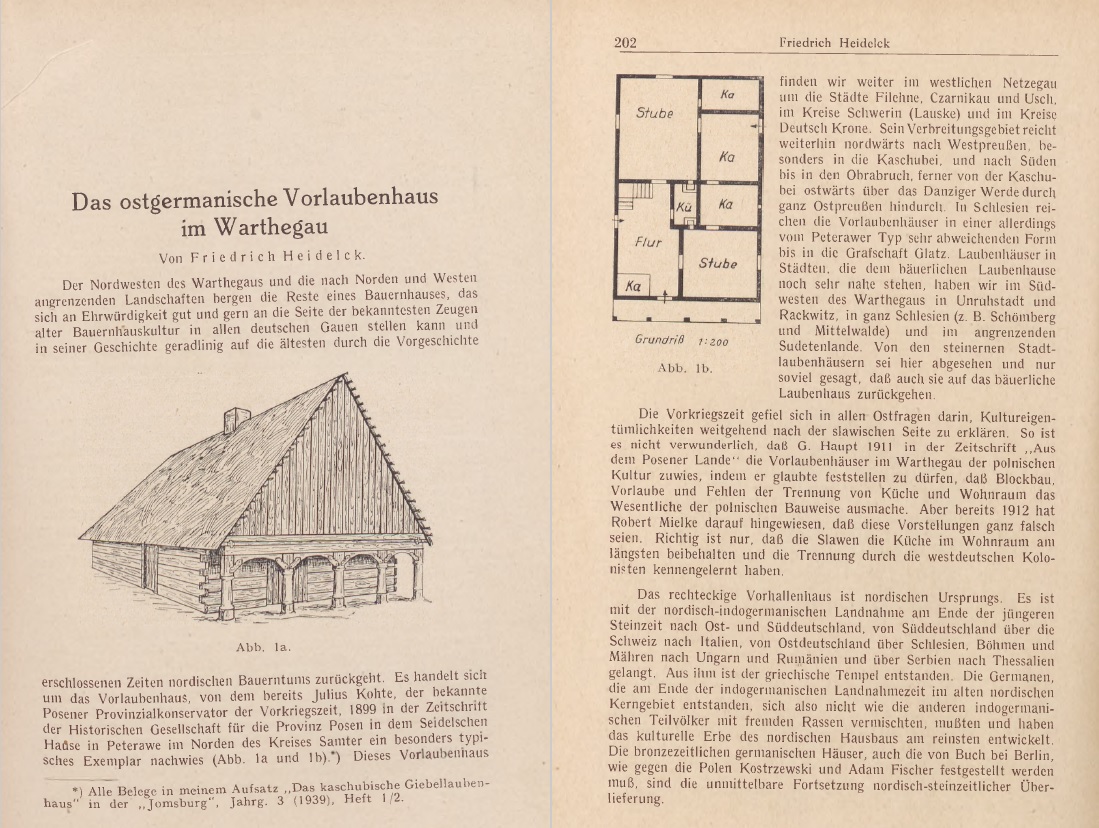 Das ostgermanische Vorlaubenhaus
im Warthegau
Von Friedrich Heidelck.
Der Nordwesten des Warthegaus und die nach Norden und Westen
angrenzenden Landschaften bergen die Reste eines Bauernhauses, das
sich an Ehrwürdigkeit gut und gern an die Seite der bekanntesten Zeugen
alter Bauernhauskultur in allen deutschen Gauen stellen kann und
in seiner Geschichte geradlinig auf die ältesten durch die Vorgeschichte
Abb. 1a.
erschlossenen Zeiten nordischen Bauerntums zurückgeht. Es handelt sich
um das Vorlaubenhaus, von dem bereits Julius Kohte, der bekannte
Posener Provinzialkonservator der Vorkriegszeit, 1899 in der Zeitschrift
der Historischen Gesellschaft für die Provinz Posen in dem Seidelschen
Hause in Peterawe im Norden des Kreises Samter ein besonders typi-
sches Exemplar nachwies (Abb. 1a und 1b).*) Dieses Vorlaubenhaus
*) Alle Belege in meinem Aufsatz „Das kaschubische Giebellauben-
haus" in der „Jomsburg", Jahrg. 3 (1939), Heft 1/2.
202
Friedrich Heidelck
Stube
Ka
Ka
Kü
Ka
Flur
Stube
Ka
Grundriß 1:200
Abb. 1b.
finden wir weiter im westlichen Netzegau
um die Städte Filehne, Czarnikau und Usch,
im Kreise Schwerin (Lauske) und im Kreise
Deutsch Krone. Sein Verbreitungsgebiet reicht
weiterhin nordwärts nach Westpreußen, be-
sonders in die Kaschubei, und nach Süden
bis in den Obrabruch, ferner von der Kaschu-
bei ostwärts über das Danziger Werde durch
ganz Ostpreußen hindurch. In Schlesien rei-
chen die Vorlaubenhäuser in einer allerdings
vom Peterawer Typ sehr abweichenden Form
bis in die Grafschaft Glatz. Laubenhäuser in
Städten, die dem bäuerlichen Laubenhause
noch sehr nahe stehen, haben wir im Süd-
westen des Warthegaus in Unruhstadt und
Rackwitz, in ganz Schlesien (z. B. Schömberg
und Mittelwalde) und im angrenzenden
Sudetenlande. Von den steinernen Stadt-
laubenhäusern sei hier abgesehen und nur
soviel gesagt, daß auch sie auf das bäuerliche
Laubenhaus zurückgehen.
Die Vorkriegszeit gefiel sich in allen Ostfragen darin, Kultureigen-
tümlichkeiten weitgehend nach der slawischen Seite zu erklären. So ist
es nicht verwunderlich, daß G. Haupt 1911 in der Zeitschrift „Aus
dem Posener Lande" die Vorlaubenhäuser im Warthegau der polnischen
Kultur zuwies, indem er glaubte feststellen zu dürfen, daß Blockbau,
Vorlaube und Fehlen der Trennung von Küche und Wohnraum das
Wesentliche der polnischen Bauweise ausmache. Aber bereits 1912 hat
Robert Mielke darauf hingewiesen, daß diese Vorstellungen ganz falsch
seien. Richtig ist nur, daß die Slawen die Küche im Wohnraum am
längsten beibehalten und die Trennung durch die westdeutschen Kolo-
nisten kennengelernt haben.
Das rechteckige Vorhallenhaus ist nordischen Ursprungs. Es ist
mit der nordisch-indogermanischen Landnahme am Ende der jüngeren
Steinzeit nach Ost- und Süddeutschland, von Süddeutschland über die
Schweiz nach Italien, von Ostdeutschland über Schlesien, Böhmen und
Mähren nach Ungarn und Rumänien und über Serbien nach Thessalien
gelangt. Aus ihm ist der griechische Tempel entstanden. Die Germanen,
die am Ende der indogermanischen Landnahmezeit im alten nordischen
Kerngebiet entstanden, sich also nicht wie die anderen indogermani-
schen Teilvölker mit fremden Rassen vermischten, mußten und haben
das kulturelle Erbe des nordischen Hausbaus am reinsten entwickelt.
Die bronzezeitlichen germanischen Häuser, auch die von Buch bei Berlin,
wie gegen die Polen Kostrzewski und Adam Fischer festgestellt werden
muß, sind die unmittelbare Fortsetzung nordisch-steinzeitlicher Über-
lieferung.